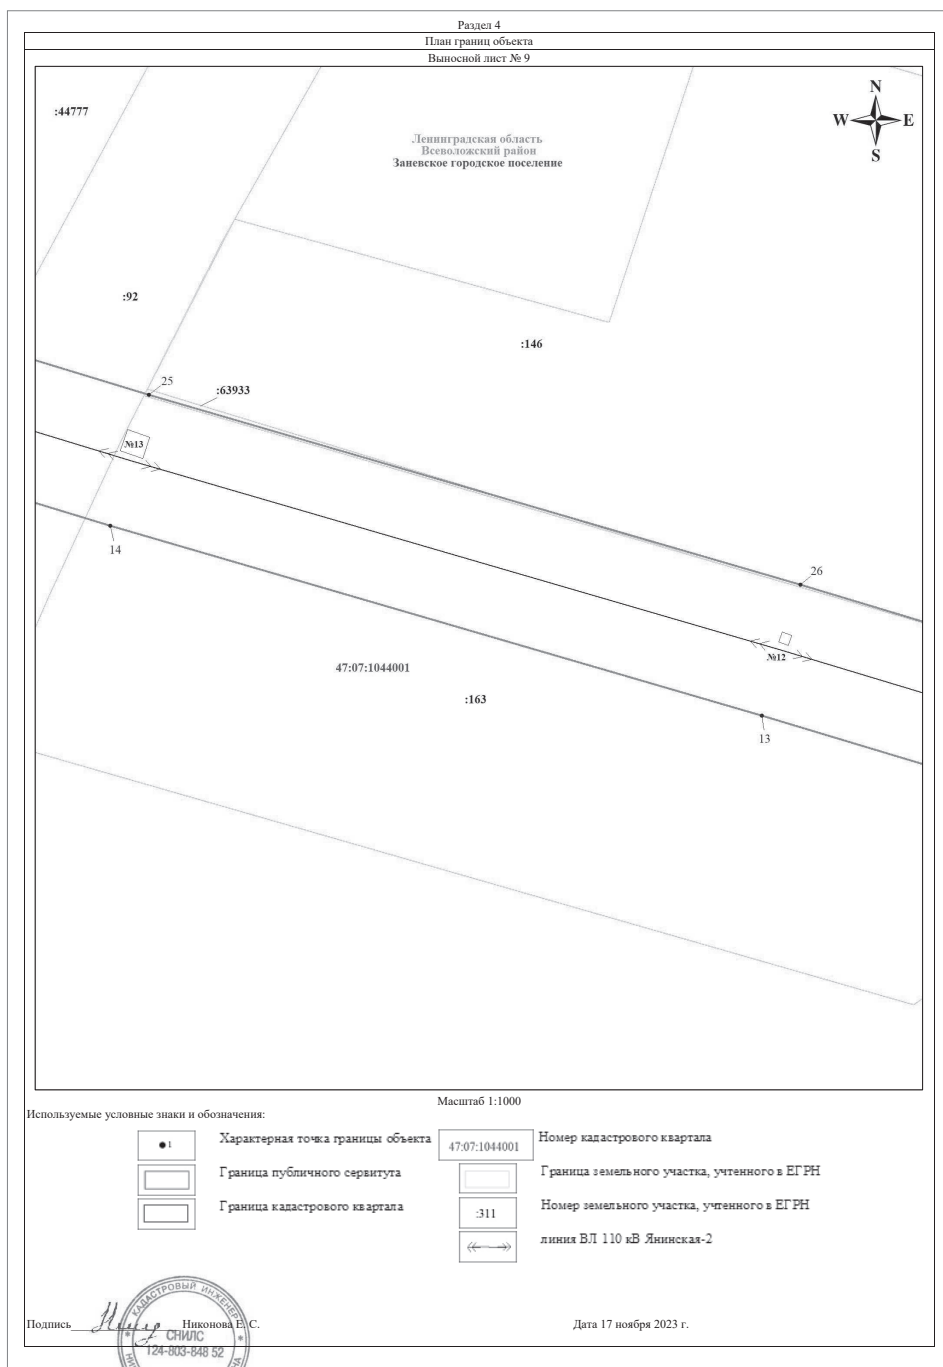 Раздел 4
План границ объекта
Выносной лист № 9
:44777
N
W E
S
Ленинградская область
Всеволожский район
Заневское городское поселение
:92
:146
25
:63933
№13
14
26
№12
47:07:1044001
:163
13
Масштаб 1:1000
Используемые условные знаки и обозначения:
1 Характерная точка границы объекта
47:07:1044001 Номер кадастрового квартала
Граница публичного сервитута
Граница земельного участка, учтенного в ЕГРН
Граница кадастрового квартала
:311 Номер земельного участка, учтенного в ЕГРН
линия ВЛ 110 кВ Янинская-2
Подпись Никонова Е. С.
Дата 17 ноября 2023 г.
КАДАСТРОВЫЙ ИНЖЕНЕР
СНИЛС
124-803-848 52